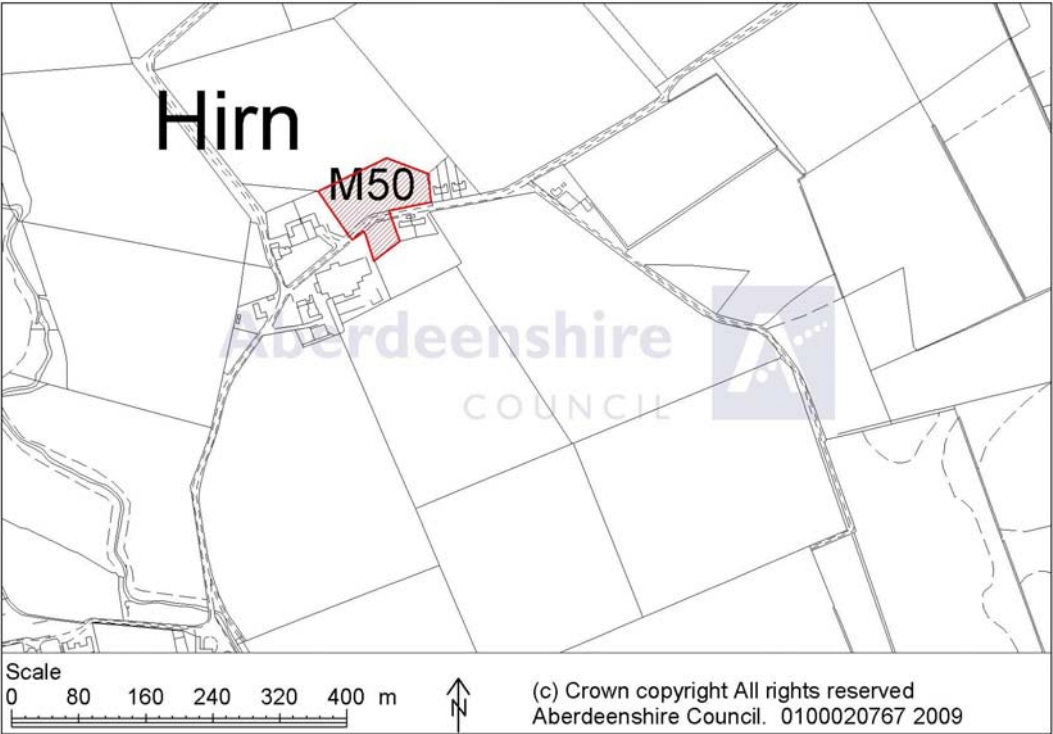 Hirn
M50
Aberdeenshire
COUNCIL
Scale
0 80 160 240 320 400 m
N
(c) Crown copyright All rights reserved
Aberdeenshire Council. 0100020767 2009